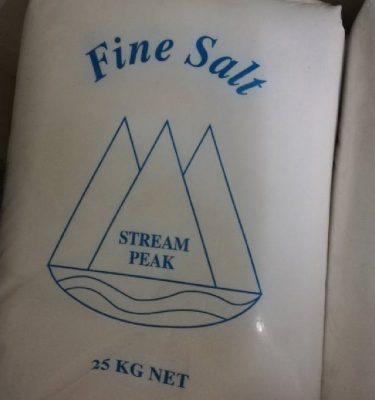 Fine Salt
STREAM
PEAK
25 KG NET